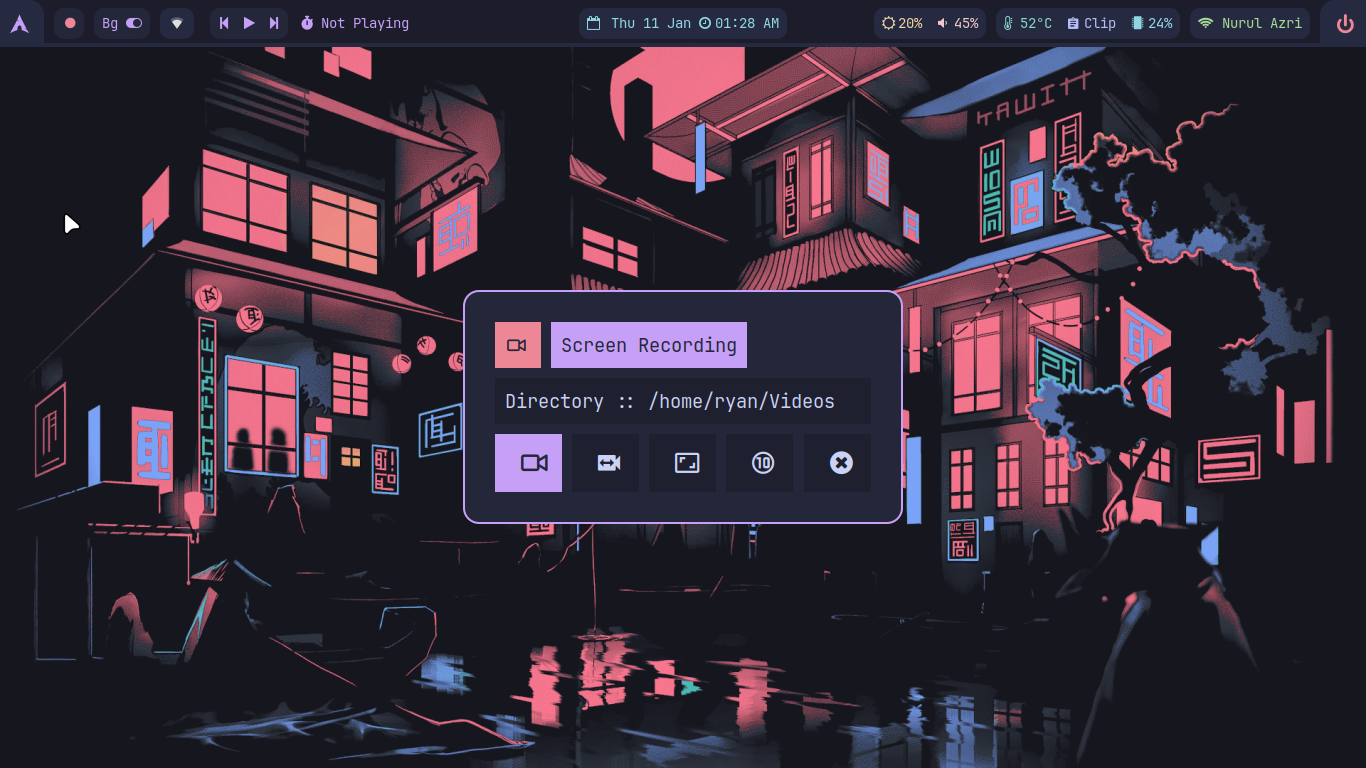 Bg
Not Playing
Thu 11 Jan 01:28 AM
20%
45%
52°C
Clip
24%
Nurul Azri
Screen Recording
Directory :: /home/ryan/Videos
10